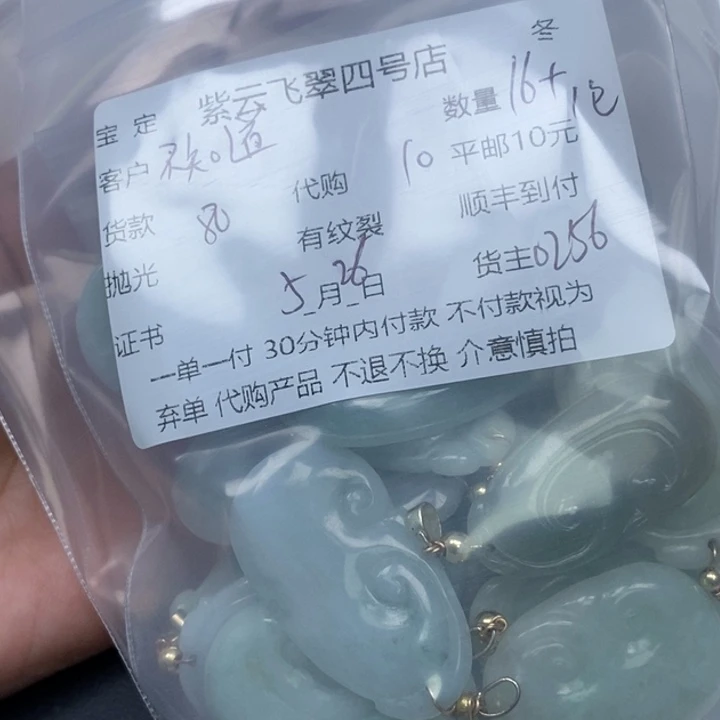 冬
宝定 紫云飞翠四号店
数量 16+1包
客户 代购 10 平邮10元
货款 80 有纹裂 顺丰到付
抛光 5月26日 货主0256
证书 一单一付 30分钟内付款 不付款视为
弃单 代购产品 不退不换 介意慎拍